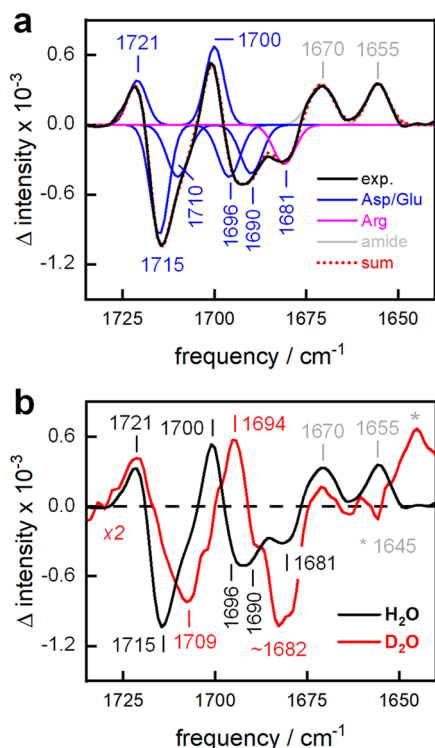 a
Δ intensity x 10⁻³
0.6
0.0
-0.6
-1.2
1721
1700
1670
1655
1715
1710
1696
1690
1681
exp.
Asp/Glu
Arg
amide
sum
1725
1700
1675
1650
frequency / cm⁻¹
b
Δ intensity x 10⁻³
0.6
0.0
-0.6
-1.2
1721
1700
1694
1670
1655
*
x2
* 1645
1715
1709
1696
1690
1681
~1682
H₂O
D₂O
1725
1700
1675
1650
frequency / cm⁻¹